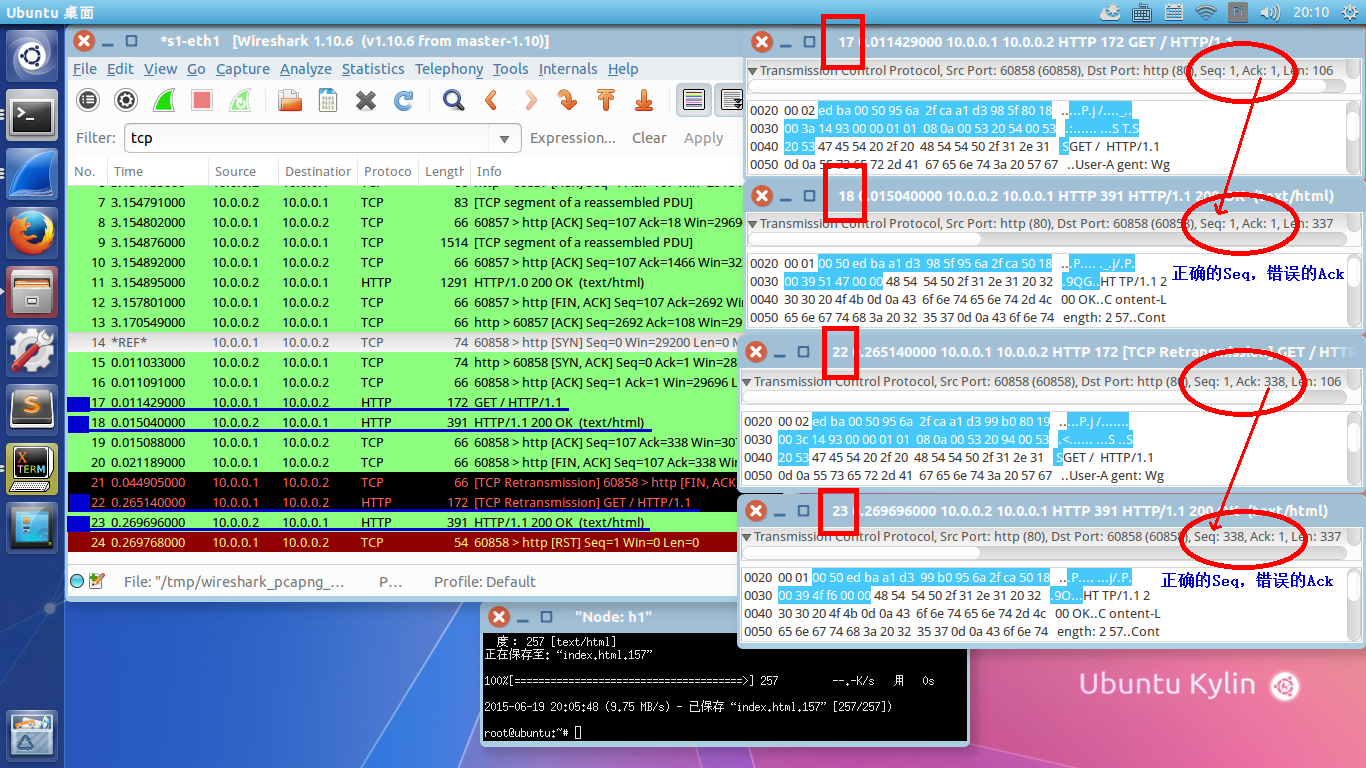 Ubuntu 桌面
20:10
*s1-eth1 [Wireshark 1.10.6 (v1.10.6 from master-1.10)]
File Edit View Go Capture Analyze Statistics Telephony Tools Internals Help
Filter: tcp Expression... Clear Apply
No. Time Source Destination Protoco Length Info
7 3.154791000 10.0.0.2 10.0.0.1 TCP 83 [TCP segment of a reassembled PDU]
8 3.154802000 10.0.0.1 10.0.0.2 TCP 66 60857 > http [ACK] Seq=107 Ack=18 Win=2969
9 3.154876000 10.0.0.2 10.0.0.1 TCP 1514 [TCP segment of a reassembled PDU]
10 3.154892000 10.0.0.1 10.0.0.2 TCP 66 60857 > http [ACK] Seq=107 Ack=1466 Win=32
11 3.154895000 10.0.0.2 10.0.0.1 HTTP 1291 HTTP/1.0 200 OK (text/html)
12 3.157801000 10.0.0.1 10.0.0.2 TCP 66 60857 > http [FIN, ACK] Seq=107 Ack=2692 Win
13 3.170549000 10.0.0.2 10.0.0.1 TCP 66 http > 60857 [ACK] Seq=2692 Ack=108 Win=29
14 *REF* 10.0.0.1 10.0.0.2 TCP 74 60858 > http [SYN] Seq=0 Win=29200 Len=0 M
15 0.011033000 10.0.0.2 10.0.0.1 TCP 74 http > 60858 [SYN, ACK] Seq=0 Ack=1 Win=28
16 0.011091000 10.0.0.1 10.0.0.2 TCP 66 60858 > http [ACK] Seq=1 Ack=1 Win=29696 L
17 0.011429000 10.0.0.1 10.0.0.2 HTTP 172 GET / HTTP/1.1
18 0.015040000 10.0.0.2 10.0.0.1 HTTP 391 HTTP/1.1 200 OK (text/html)
19 0.015088000 10.0.0.1 10.0.0.2 TCP 66 60858 > http [ACK] Seq=107 Ack=338 Win=307
20 0.021189000 10.0.0.1 10.0.0.2 TCP 66 60858 > http [FIN, ACK] Seq=107 Ack=338 Win
21 0.044905000 10.0.0.1 10.0.0.2 TCP 66 [TCP Retransmission] 60858 > http [FIN, ACK
22 0.265140000 10.0.0.1 10.0.0.2 HTTP 172 [TCP Retransmission] GET / HTTP/1.1
23 0.269696000 10.0.0.2 10.0.0.1 HTTP 391 HTTP/1.1 200 OK (text/html)
24 0.269768000 10.0.0.1 10.0.0.2 TCP 54 60858 > http [RST] Seq=1 Win=0 Len=0
File: "/tmp/wireshark_pcapng_... P... Profile: Default
17 0.011429000 10.0.0.1 10.0.0.2 HTTP 172 GET / HTTP/1.1
Transmission Control Protocol, Src Port: 60858 (60858), Dst Port: http (80), Seq: 1, Ack: 1, Len: 106
0020 00 02 ed ba 00 50 95 6a 2f ca a1 d3 98 5f 80 18 .....P.j /...._..
0030 00 3a 14 93 00 00 01 01 08 0a 00 53 20 54 00 53 .:...... ...S T.S
0040 20 53 47 45 54 20 2f 20 48 54 54 50 2f 31 2e 31 SGET / HTTP/1.1
0050 0d 0a 55 73 65 72 2d 41 67 65 6e 74 3a 20 57 67 ..User-A gent: Wg
18 0.015040000 10.0.0.2 10.0.0.1 HTTP 391 HTTP/1.1 200 OK (text/html)
Transmission Control Protocol, Src Port: http (80), Dst Port: 60858 (60858), Seq: 1, Ack: 1, Len: 337
0020 00 01 00 50 ed ba a1 d3 98 5f 95 6a 2f ca 50 18 ...P.... ._.j/.P.
0030 00 39 51 47 00 00 48 54 54 50 2f 31 2e 31 20 32 .9QG..HT TP/1.1 2
0040 30 30 20 4f 4b 0d 0a 43 6f 6e 74 65 6e 74 2d 4c 00 OK..C ontent-L
0050 65 6e 67 74 68 3a 20 32 35 37 0d 0a 43 6f 6e 74 ength: 2 57..Cont
正确的Seq，错误的Ack
22 0.265140000 10.0.0.1 10.0.0.2 HTTP 172 [TCP Retransmission] GET / HTTP
Transmission Control Protocol, Src Port: 60858 (60858), Dst Port: http (80), Seq: 1, Ack: 338, Len: 106
0020 00 02 ed ba 00 50 95 6a 2f ca a1 d3 99 b0 80 19 .....P.j /.......
0030 00 3c 14 93 00 00 01 01 08 0a 00 53 20 94 00 53 .<...... ...S ..S
0040 20 53 47 45 54 20 2f 20 48 54 54 50 2f 31 2e 31 SGET / HTTP/1.1
0050 0d 0a 55 73 65 72 2d 41 67 65 6e 74 3a 20 57 67 ..User-A gent: Wg
23 0.269696000 10.0.0.2 10.0.0.1 HTTP 391 HTTP/1.1 200 OK (text/html)
Transmission Control Protocol, Src Port: http (80), Dst Port: 60858 (60858), Seq: 338, Ack: 1, Len: 337
0020 00 01 00 50 ed ba a1 d3 99 b0 95 6a 2f ca 50 18 ...P.... ...j/.P.
0030 00 39 4f f6 00 00 48 54 54 50 2f 31 2e 31 20 32 .9O...HT TP/1.1 2
0040 30 30 20 4f 4b 0d 0a 43 6f 6e 74 65 6e 74 2d 4c 00 OK..C ontent-L
0050 65 6e 67 74 68 3a 20 32 35 37 0d 0a 43 6f 6e 74 ength: 2 57..Cont
正确的Seq，错误的Ack
"Node: h1"
度： 257 [text/html]
正在保存至: “index.html.157”
100%[======================================>] 257 --.-K/s 用 0s
2015-06-19 20:05:48 (9.75 MB/s) - 已保存 “index.html.157” [257/257])
root@ubuntu:~#
Ubuntu Kylin